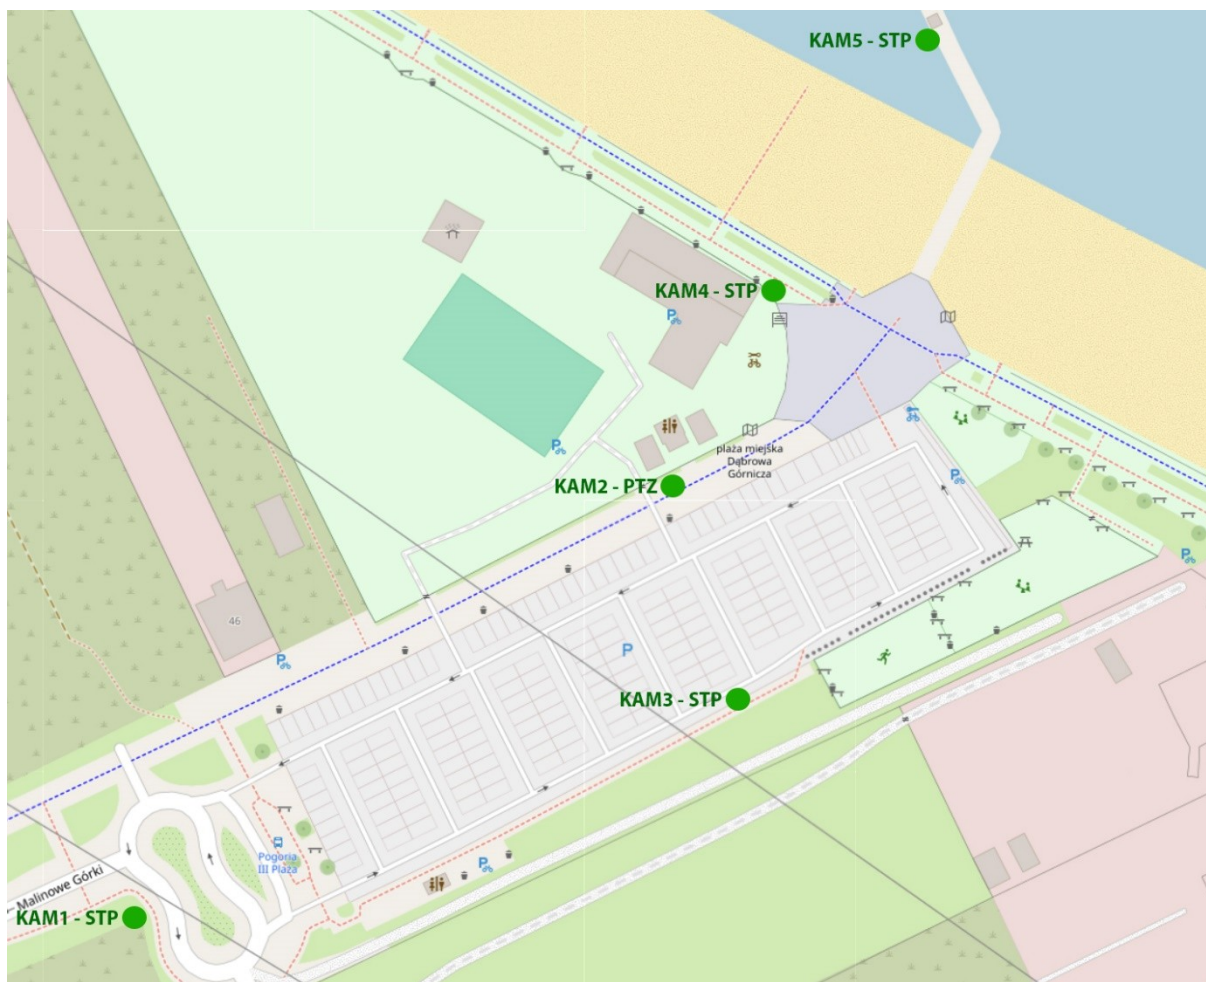 KAM5 - STP
KAM4 - STP
P
plaża miejska
Dąbrowa
Górnicza
P
KAM2 - PTZ
P
P
46
P
P
KAM3 - STP
Pogoria
III Plaża
P
Malinowe Górki
KAM1 - STP